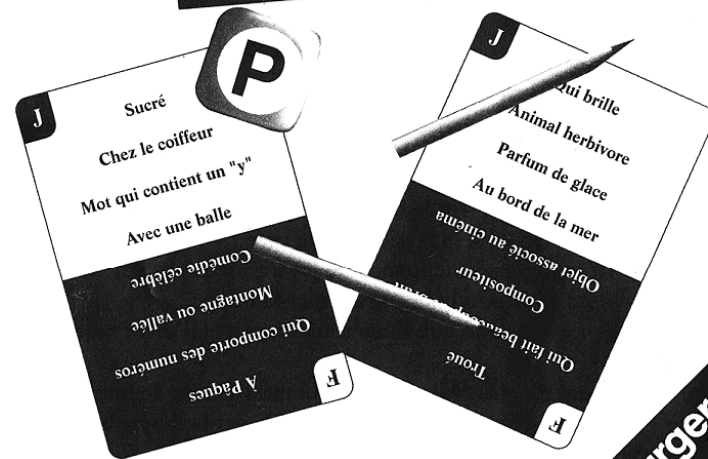 P
J
Sucré
Chez le coiffeur
Mot qui contient un "y"
Avec une balle
F
À Pâques
Qui comporte des numéros
Montagne ou vallée
Comédie célèbre
J
Qui brille
Animal herbivore
Parfum de glace
Au bord de la mer
F
Troué
Qui fait beaucoup de bruit
Compositeur
Objet associé au cinéma